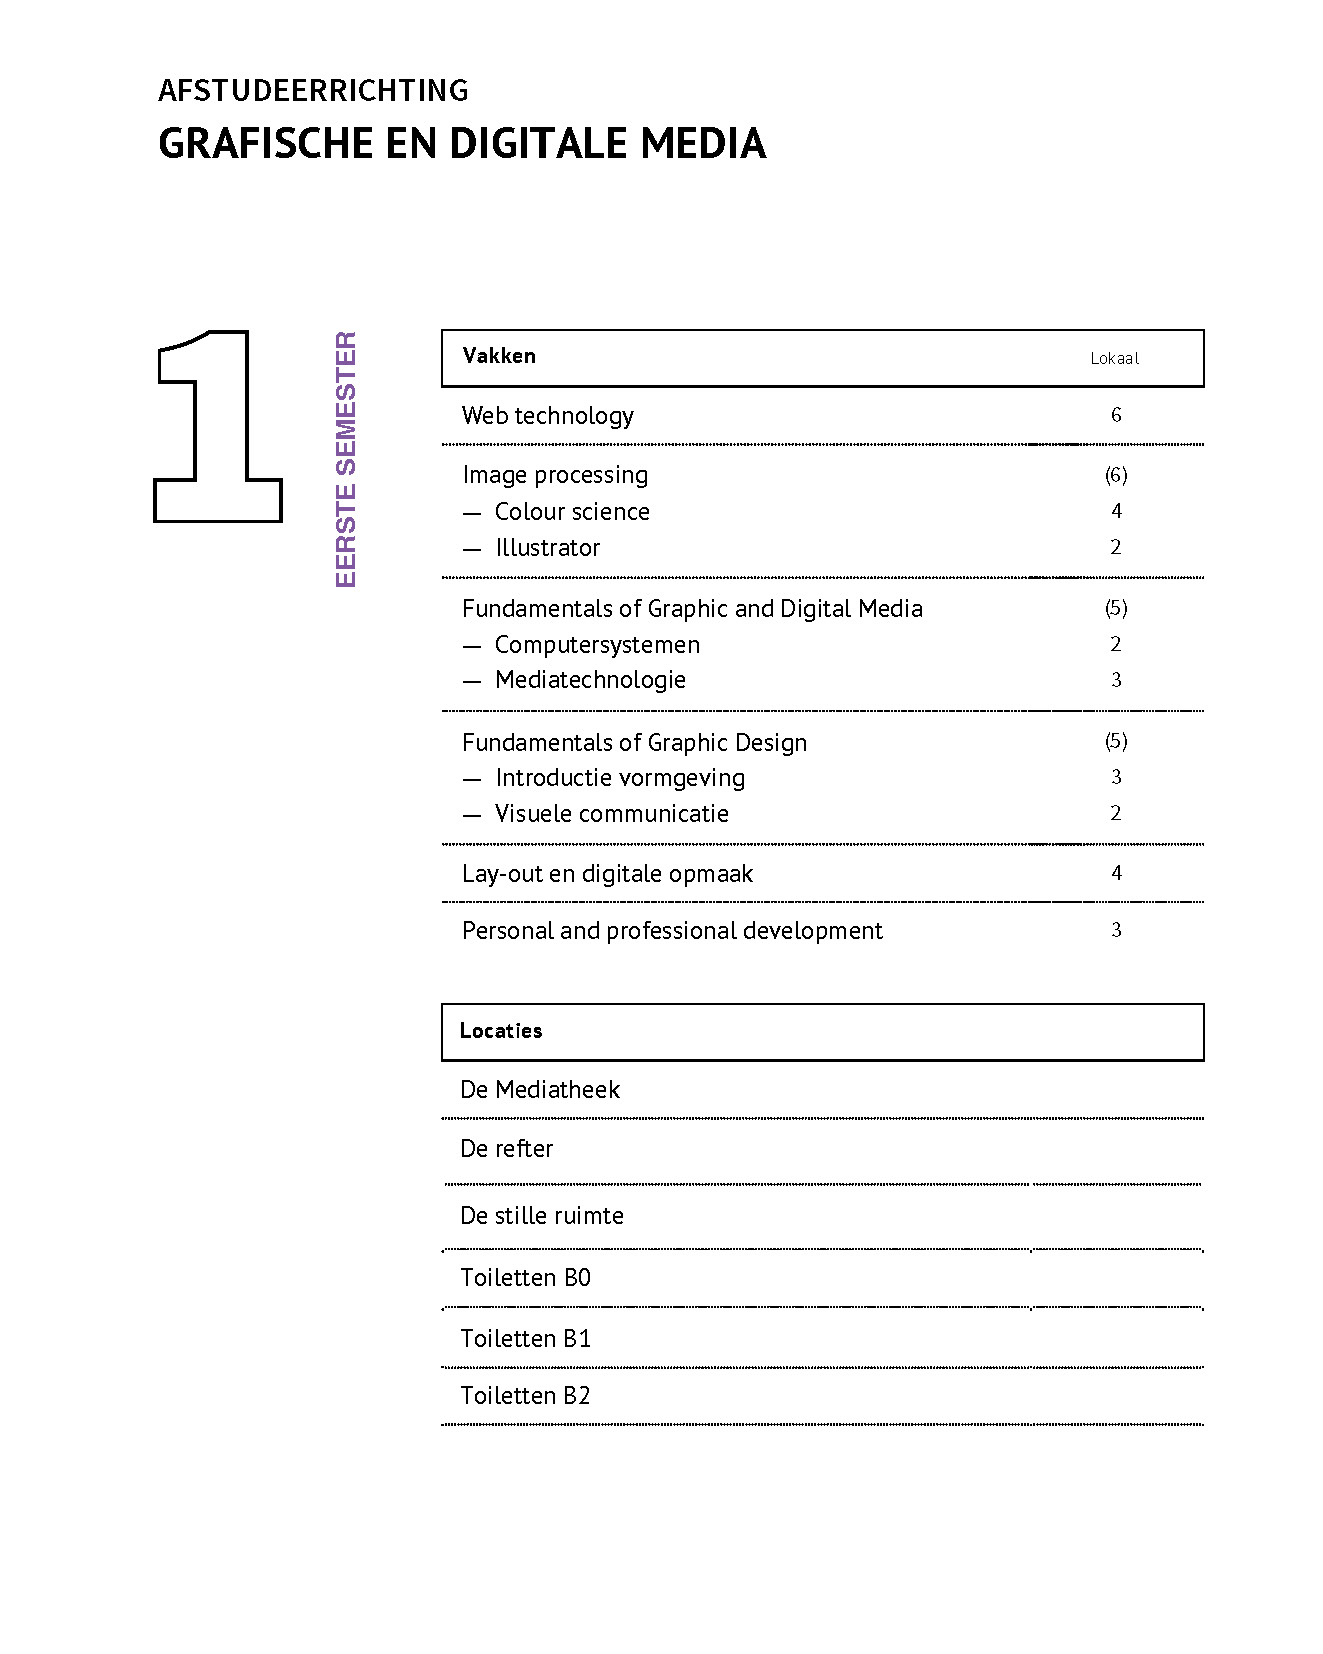 AFSTUDEERRICHTING
GRAFISCHE EN DIGITALE MEDIA
1
EERSTE SEMESTER
Vakken Lokaal
Web technology 6
Image processing (6)
— Colour science 4
— Illustrator 2
Fundamentals of Graphic and Digital Media (5)
— Computersystemen 2
— Mediatechnologie 3
Fundamentals of Graphic Design (5)
— Introductie vormgeving 3
— Visuele communicatie 2
Lay-out en digitale opmaak 4
Personal and professional development 3
Locaties
De Mediatheek
De refter
De stille ruimte
Toiletten B0
Toiletten B1
Toiletten B2